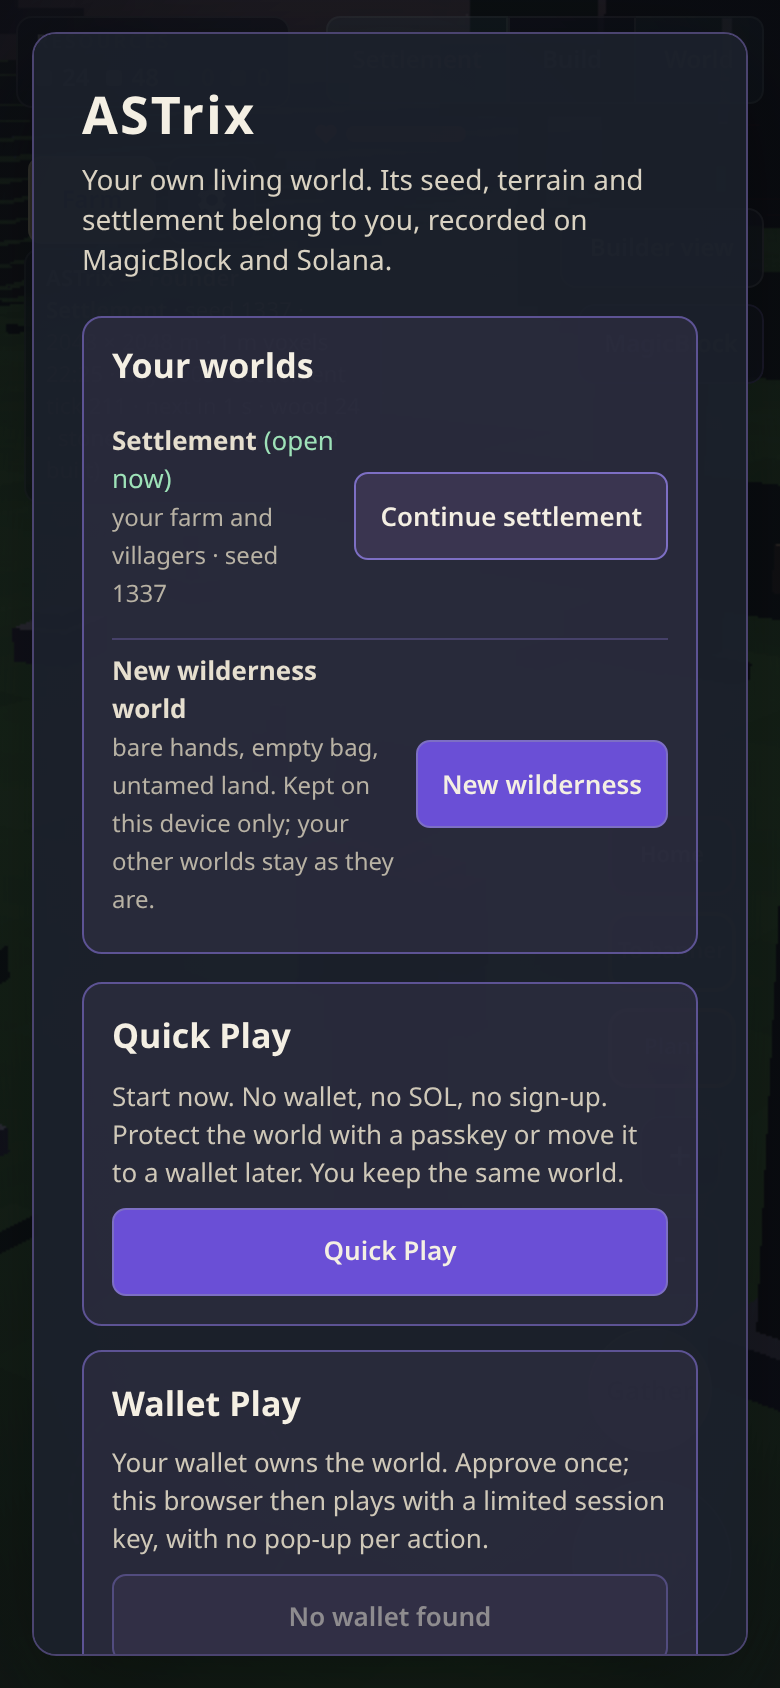 ASTrix
Your own living world. Its seed, terrain and
settlement belong to you, recorded on
MagicBlock and Solana.
Your worlds
Settlement (open
now)
your farm and
villagers · seed
1337
Continue settlement
New wilderness
world
bare hands, empty bag,
untamed land. Kept on
this device only; your
other worlds stay as they
are.
New wilderness
Quick Play
Start now. No wallet, no SOL, no sign-up.
Protect the world with a passkey or move it
to a wallet later. You keep the same world.
Quick Play
Wallet Play
Your wallet owns the world. Approve once;
this browser then plays with a limited session
key, with no pop-up per action.
No wallet found